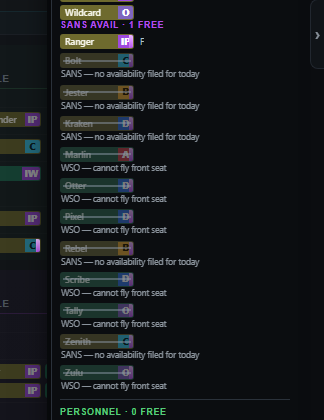 Wildcard O
SANS AVAIL · 1 FREE
Ranger IP F
Bolt C
SANS — no availability filed for today
Jester
SANS — no availability filed for today
Kraken D
SANS — no availability filed for today
Marlin A
WSO — cannot fly front seat
Otter D
WSO — cannot fly front seat
Pixel D
WSO — cannot fly front seat
Rebel
SANS — no availability filed for today
Scribe D
WSO — cannot fly front seat
Tally O
WSO — cannot fly front seat
Zenith C
SANS — no availability filed for today
Zulu
WSO — cannot fly front seat
PERSONNEL · 0 FREE
LE
nder IP
C
IW
IP
C
LE
IP
IP
›